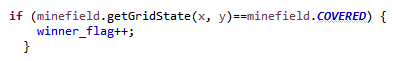 if (minefield.getGridState(x, y)==minefield.COVERED) {
winner_flag++;
}